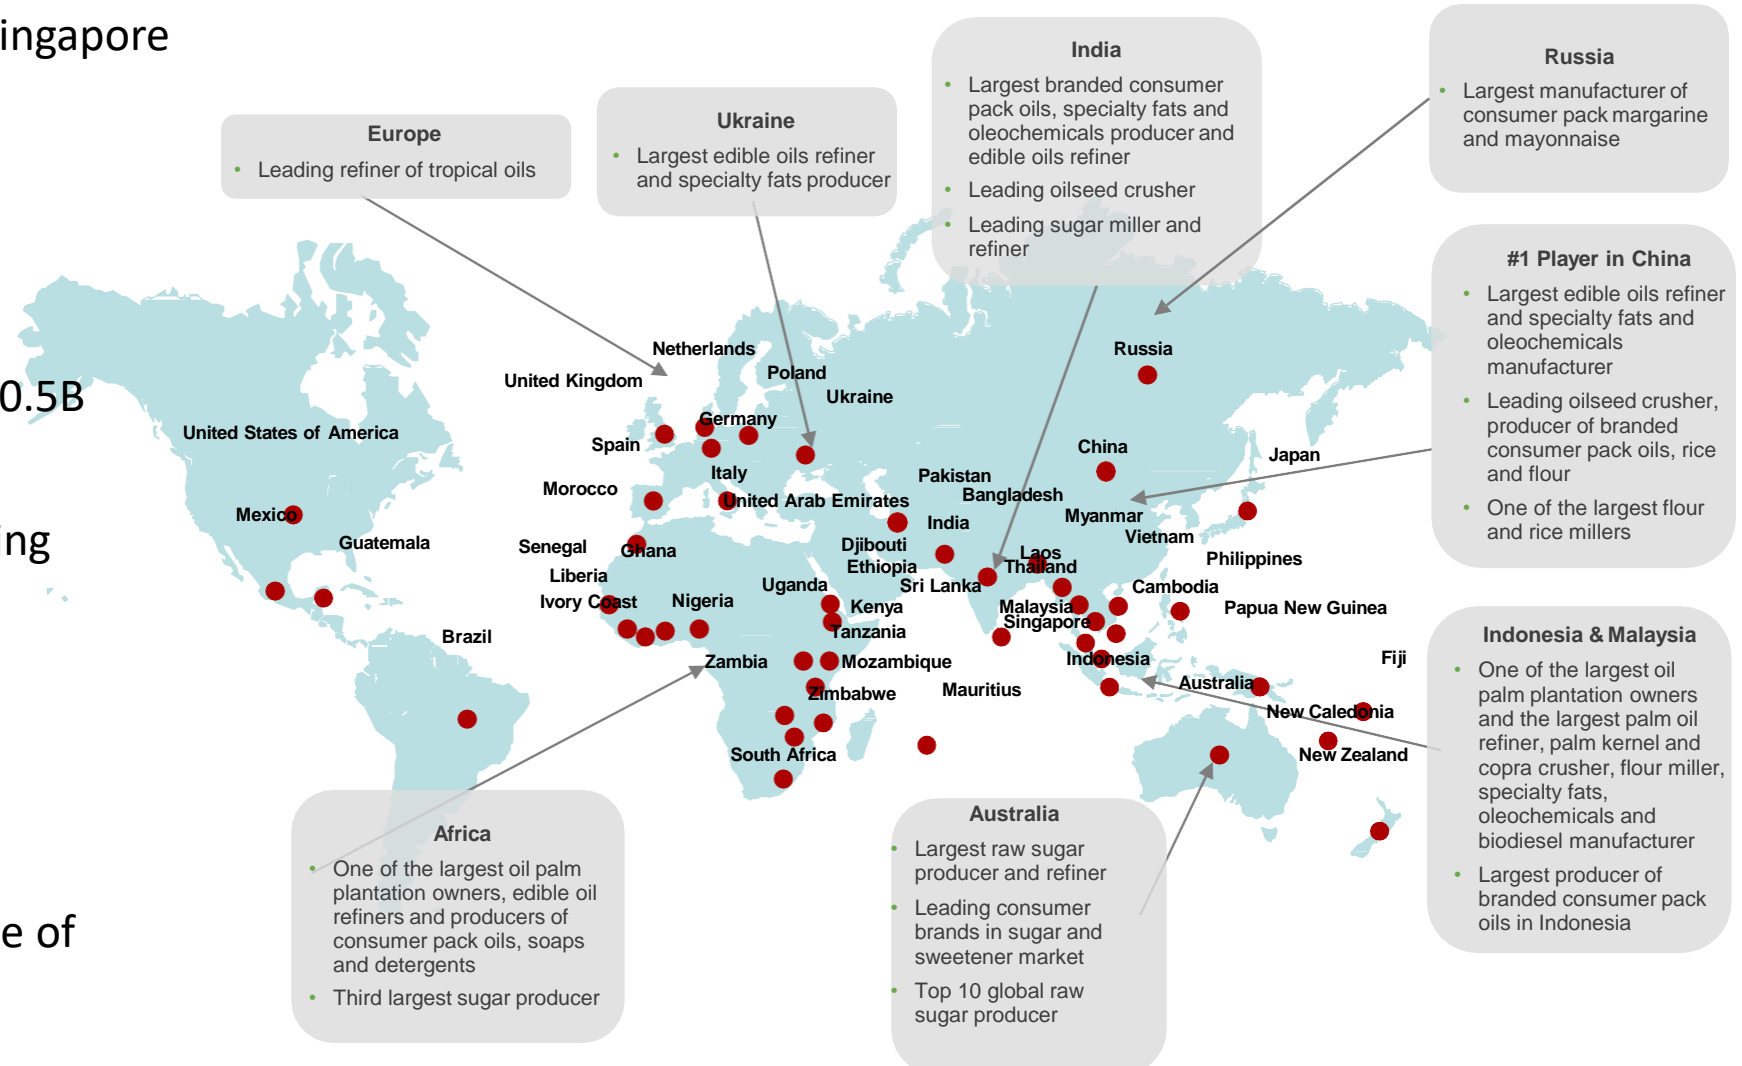 ingapore
0.5B
ing
e of
Europe
• Leading refiner of tropical oils
Ukraine
• Largest edible oils refiner
and specialty fats producer
India
• Largest branded consumer
pack oils, specialty fats and
oleochemicals producer and
edible oils refiner
• Leading oilseed crusher
• Leading sugar miller and
refiner
Russia
• Largest manufacturer of
consumer pack margarine
and mayonnaise
#1 Player in China
• Largest edible oils refiner
and specialty fats and
oleochemicals
manufacturer
• Leading oilseed crusher,
producer of branded
consumer pack oils, rice
and flour
• One of the largest flour
and rice millers
Netherlands
United Kingdom
Poland
Ukraine
Russia
United States of America
Germany
Spain
China
Japan
Italy
Pakistan
Morocco
United Arab Emirates
Bangladesh
Mexico
India
Myanmar
Guatemala
Senegal
Ghana
Djibouti
Vietnam
Laos
Philippines
Liberia
Ethiopia
Thailand
Uganda
Sri Lanka
Cambodia
Ivory Coast
Nigeria
Kenya
Malaysia
Papua New Guinea
Singapore
Brazil
Tanzania
Zambia
Mozambique
Indonesia
Fiji
Zimbabwe
Mauritius
Australia
New Caledonia
South Africa
New Zealand
Africa
• One of the largest oil palm
plantation owners, edible oil
refiners and producers of
consumer pack oils, soaps
and detergents
• Third largest sugar producer
Australia
• Largest raw sugar
producer and refiner
• Leading consumer
brands in sugar and
sweetener market
• Top 10 global raw
sugar producer
Indonesia & Malaysia
• One of the largest oil
palm plantation owners
and the largest palm oil
refiner, palm kernel and
copra crusher, flour miller,
specialty fats,
oleochemicals and
biodiesel manufacturer
• Largest producer of
branded consumer pack
oils in Indonesia